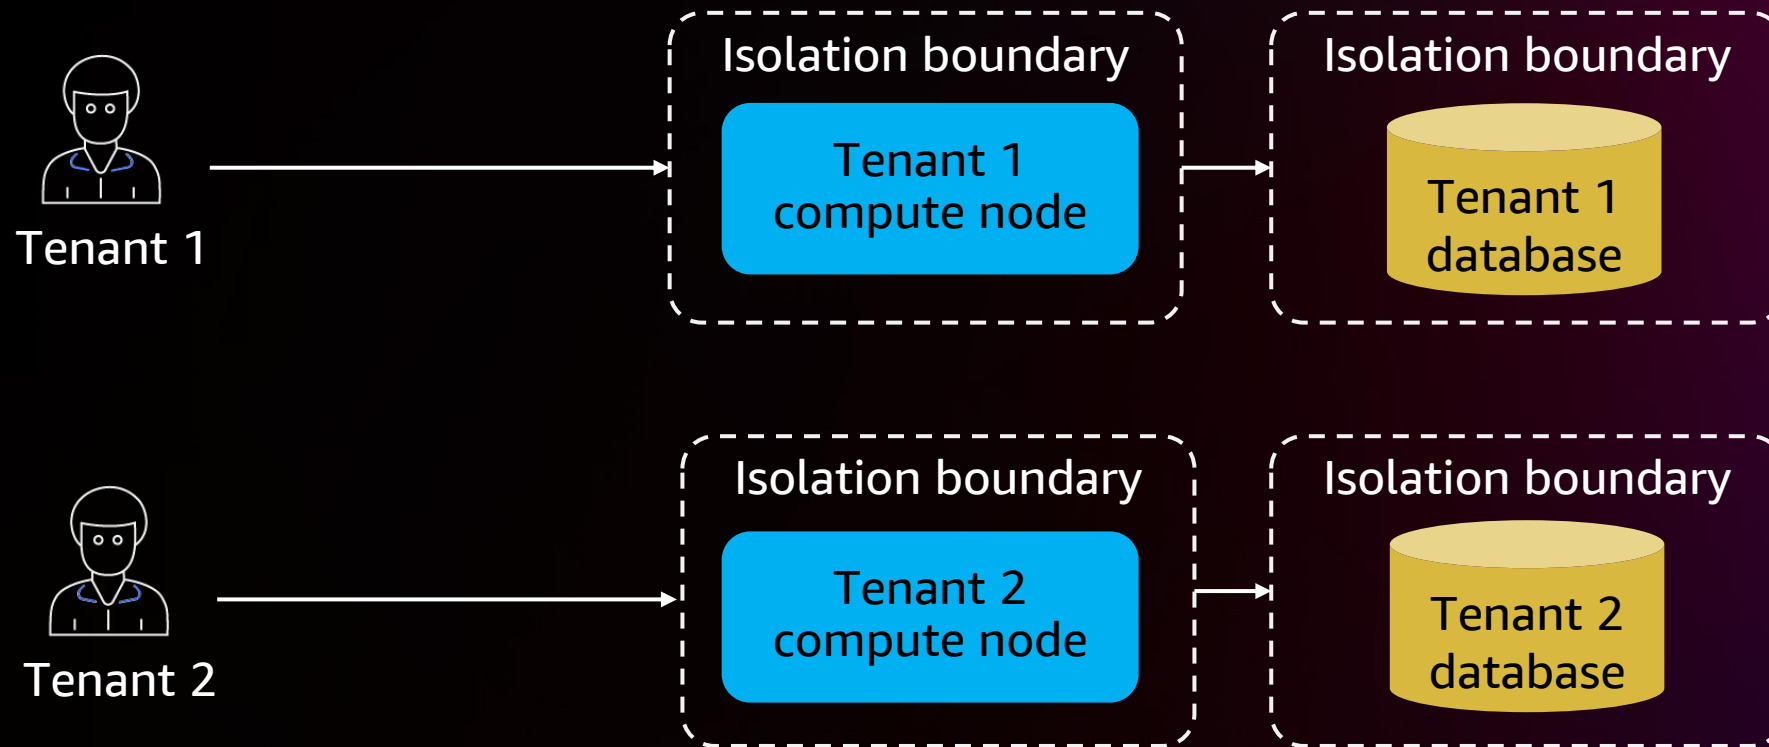 Isolation boundary
Isolation boundary
Tenant 1
compute node
Tenant 1
database
Tenant 1
Isolation boundary
Isolation boundary
Tenant 2
compute node
Tenant 2
database
Tenant 2